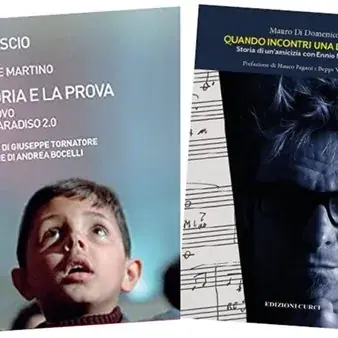 SCIO
E MARTINO
ORIA E LA PROVA
OVO
PARADISO 2.0
DI GIUSEPPE TORNATORE
E DI ANDREA BOCELLI
Mauro Di Domenico
QUANDO INCONTRI UNA L
Storia di un'amicizia con Ennio
Prefazione di Mauro Pagani e Beppe V
EDIZIONI CURCI